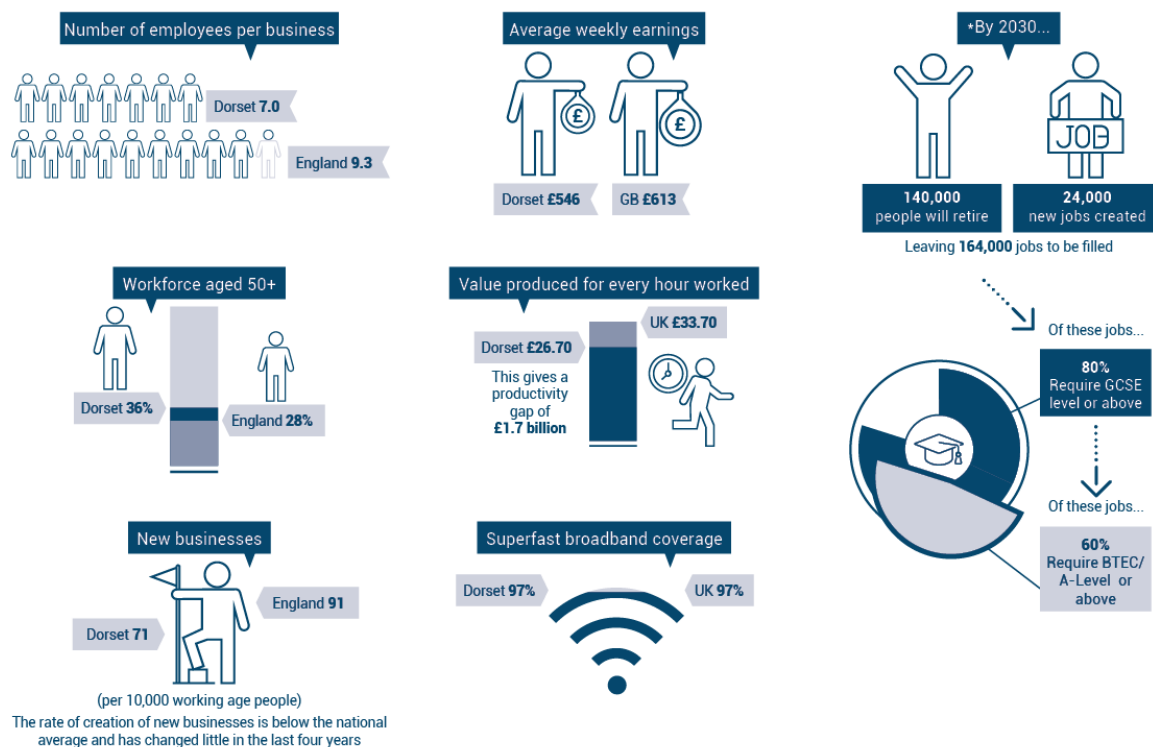 Number of employees per business
Dorset 7.0
England 9.3
Average weekly earnings
£
£
Dorset £546
GB £613
*By 2030...
JOB
140,000
people will retire
24,000
new jobs created
Leaving 164,000 jobs to be filled
Workforce aged 50+
Dorset 36%
England 28%
Value produced for every hour worked
UK £33.70
Dorset £26.70
This gives a
productivity
gap of
£1.7 billion
Of these jobs...
80%
Require GCSE
level or above
Of these jobs...
60%
Require BTEC/
A-Level or
above
New businesses
England 91
Dorset 71
(per 10,000 working age people)
The rate of creation of new businesses is below the national
average and has changed little in the last four years
Superfast broadband coverage
Dorset 97%
UK 97%